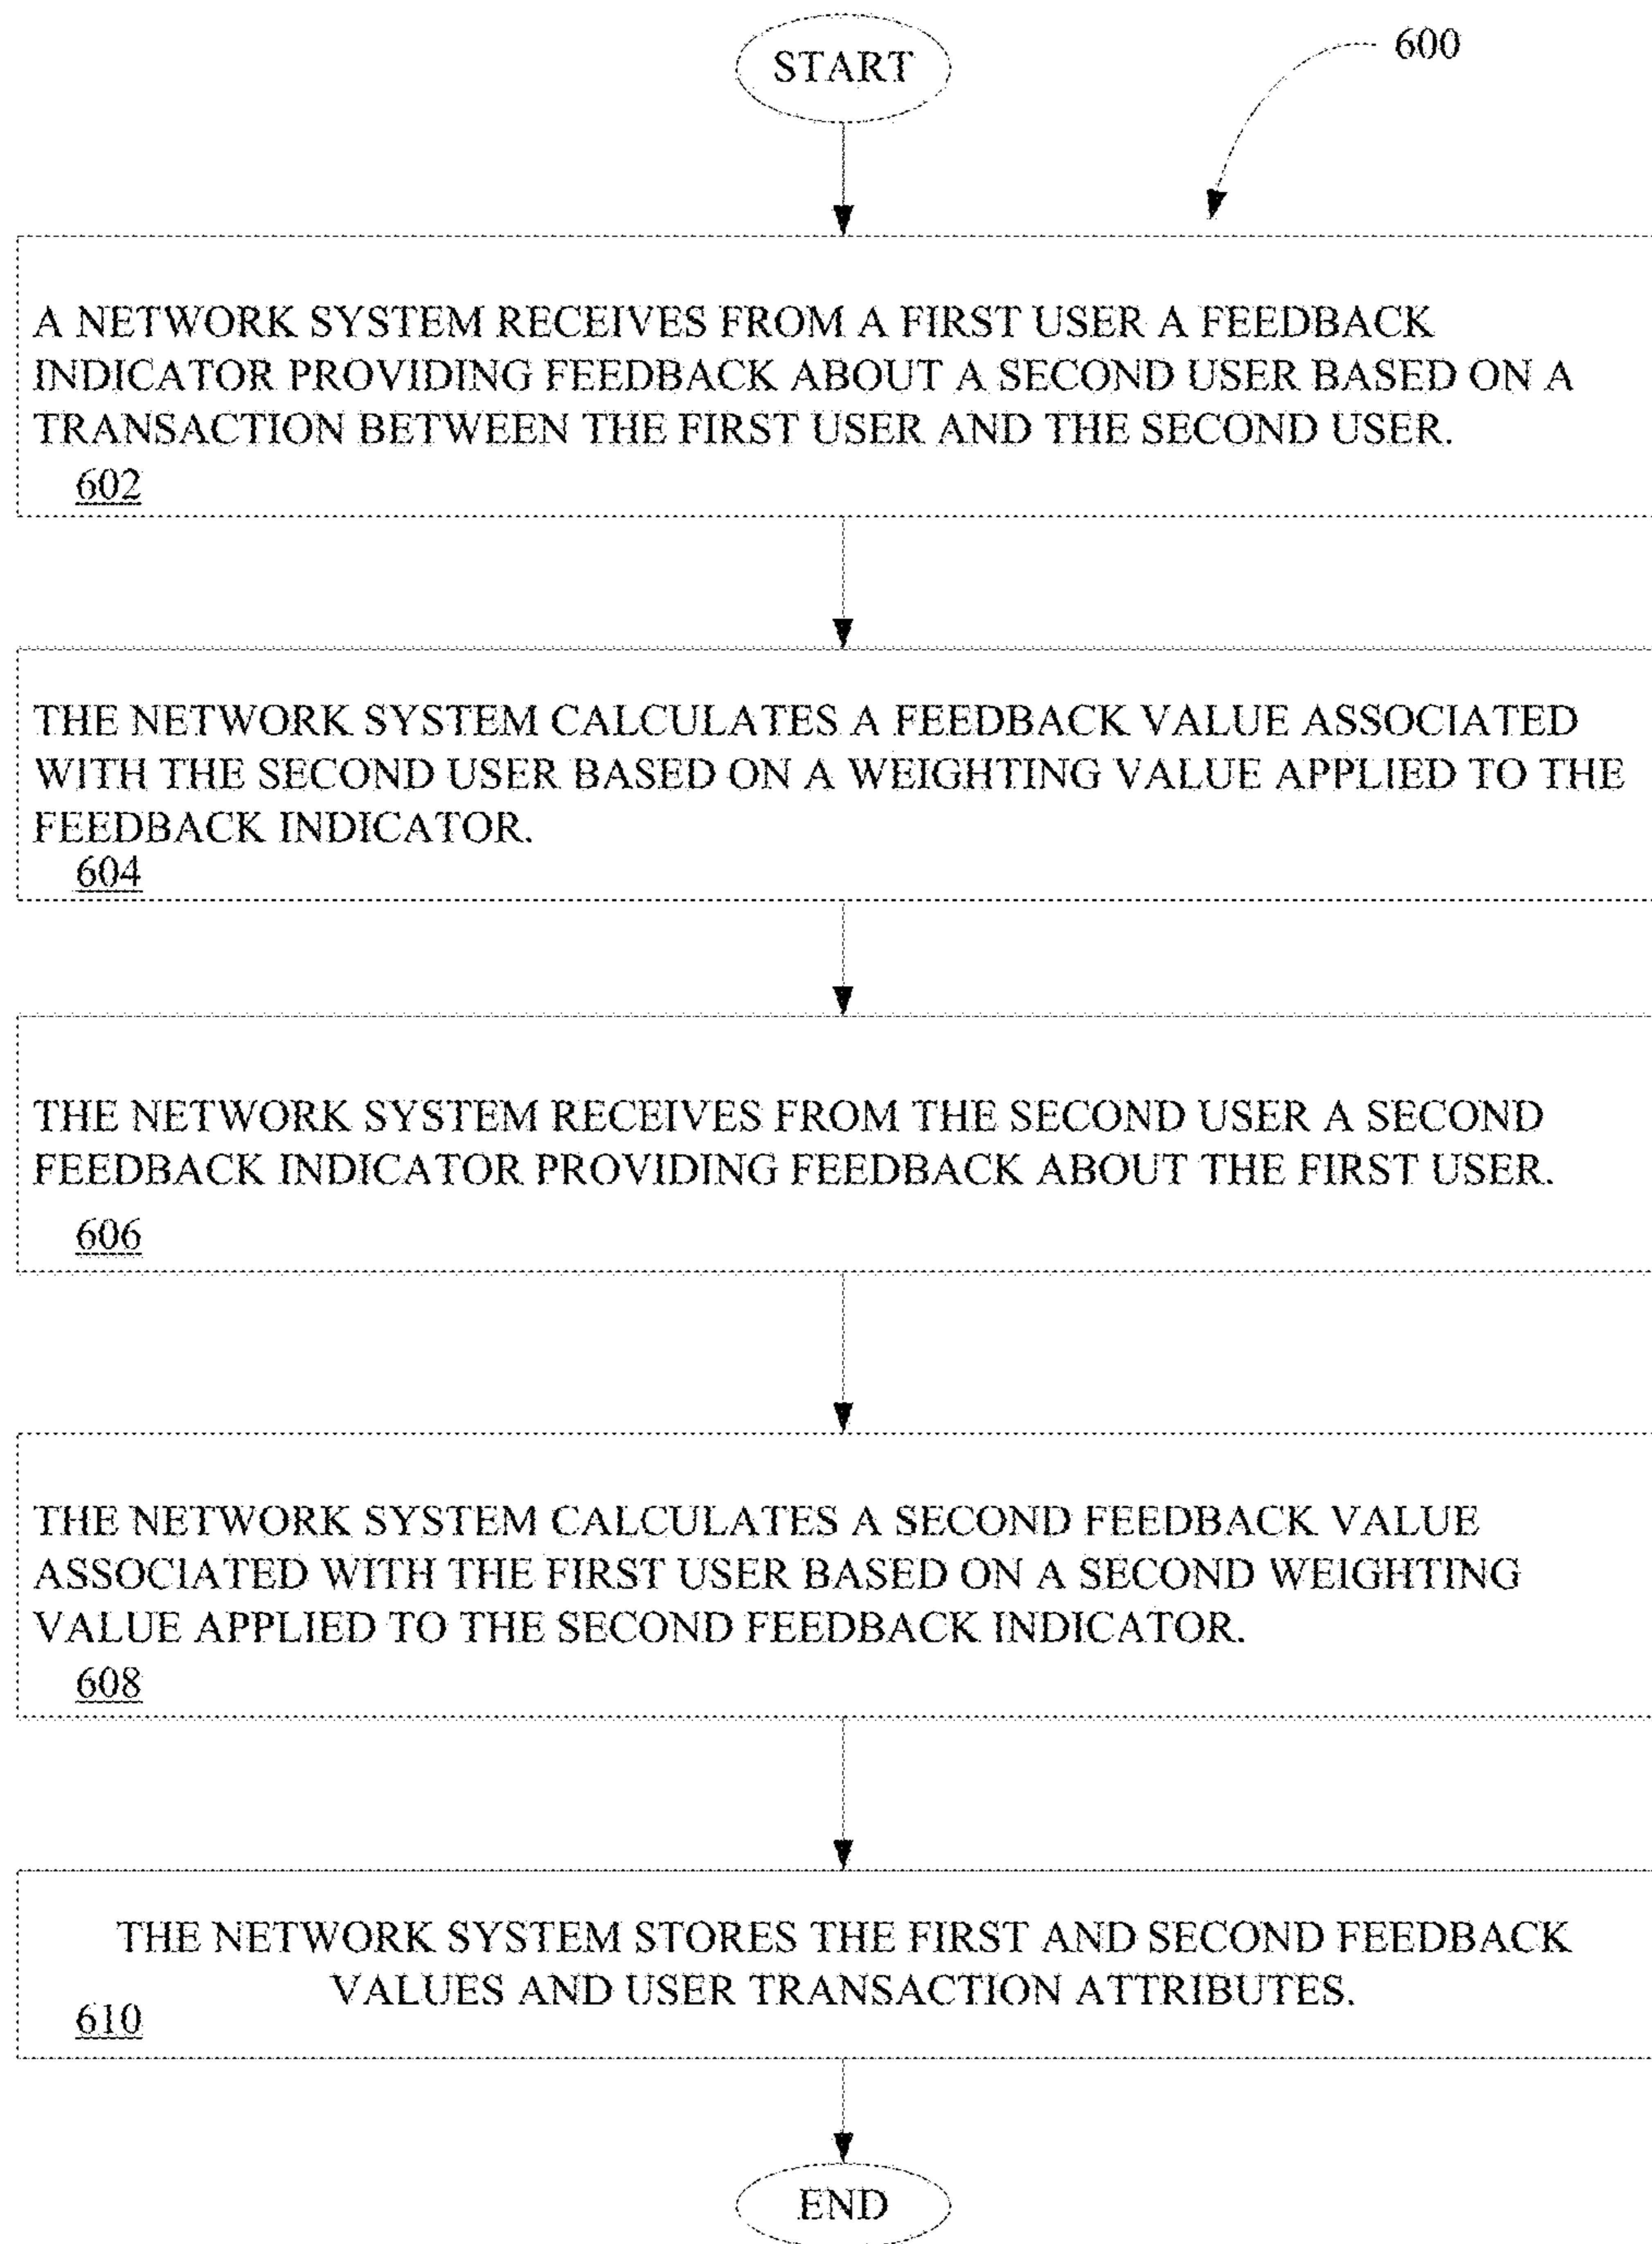 START
600
A NETWORK SYSTEM RECEIVES FROM A FIRST USER A FEEDBACK
INDICATOR PROVIDING FEEDBACK ABOUT A SECOND USER BASED ON A
TRANSACTION BETWEEN THE FIRST USER AND THE SECOND USER.
602
THE NETWORK SYSTEM CALCULATES A FEEDBACK VALUE ASSOCIATED
WITH THE SECOND USER BASED ON A WEIGHTING VALUE APPLIED TO THE
FEEDBACK INDICATOR.
604
THE NETWORK SYSTEM RECEIVES FROM THE SECOND USER A SECOND
FEEDBACK INDICATOR PROVIDING FEEDBACK ABOUT THE FIRST USER.
606
THE NETWORK SYSTEM CALCULATES A SECOND FEEDBACK VALUE
ASSOCIATED WITH THE FIRST USER BASED ON A SECOND WEIGHTING
VALUE APPLIED TO THE SECOND FEEDBACK INDICATOR.
608
THE NETWORK SYSTEM STORES THE FIRST AND SECOND FEEDBACK
VALUES AND USER TRANSACTION ATTRIBUTES.
610
END